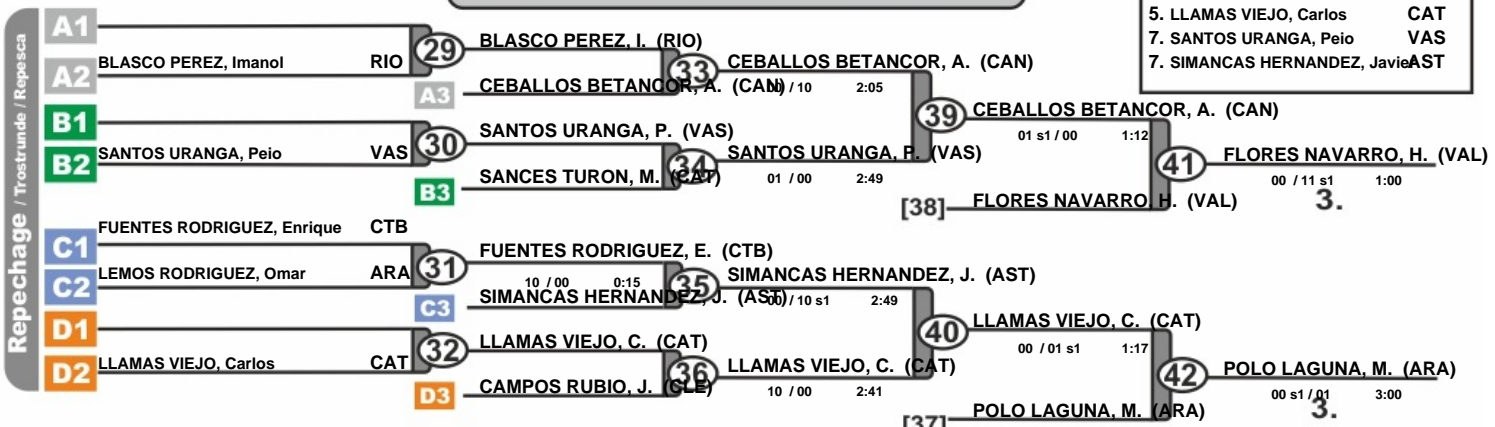 5. LLAMAS VIEJO, Carlos CAT
7. SANTOS URANGA, Peio VAS
7. SIMANCAS HERNANDEZ, Javie AST
Repechage / Trostrunde / Repesca
A1
A2 BLASCO PEREZ, Imanol RIO
29 BLASCO PEREZ, I. (RIO)
A3 CEBALLOS BETANCOR, A. (CAN)
33 CEBALLOS BETANCOR, A. (CAN)
00 / 10 2:05
B1
B2 SANTOS URANGA, Peio VAS
30 SANTOS URANGA, P. (VAS)
B3 SANCES TURON, M. (CAT)
34 SANTOS URANGA, P. (VAS)
01 / 00 2:49
39 CEBALLOS BETANCOR, A. (CAN)
01 s1 / 00 1:12
[38] FLORES NAVARRO, H. (VAL)
41 FLORES NAVARRO, H. (VAL)
00 / 11 s1 1:00
3.
C1 FUENTES RODRIGUEZ, Enrique CTB
C2 LEMOS RODRIGUEZ, Omar ARA
31 FUENTES RODRIGUEZ, E. (CTB)
10 / 00 0:15
C3 SIMANCAS HERNANDEZ, J. (AST)
35 SIMANCAS HERNANDEZ, J. (AST)
00 / 10 s1 2:49
D1
D2 LLAMAS VIEJO, Carlos CAT
32 LLAMAS VIEJO, C. (CAT)
D3 CAMPOS RUBIO, J. (CLE)
36 LLAMAS VIEJO, C. (CAT)
10 / 00 2:41
40 LLAMAS VIEJO, C. (CAT)
00 / 01 s1 1:17
[37] POLO LAGUNA, M. (ARA)
42 POLO LAGUNA, M. (ARA)
00 s1 / 01 3:00
3.